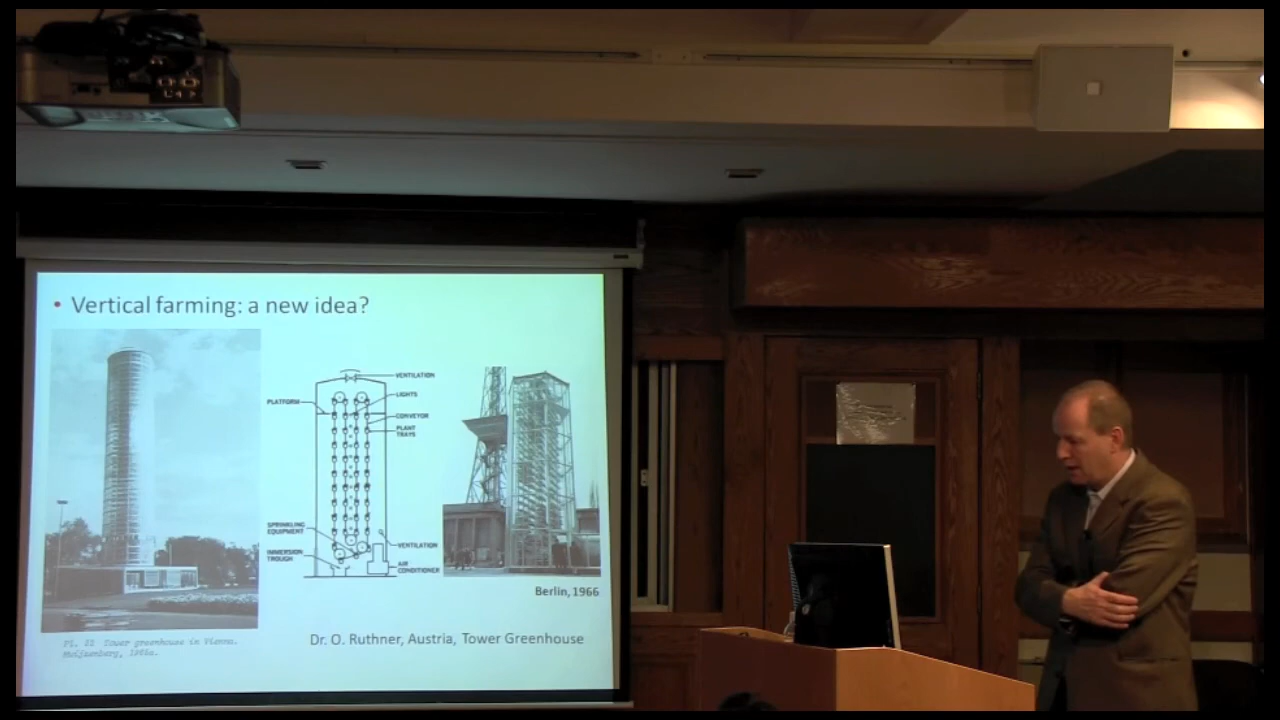 • Vertical farming: a new idea?
VENTILATION
LIGHTS
PLATFORM
CONVEYOR
PLANT
TRAYS
SPRINKLING
EQUIPMENT
IMMERSION
TROUGH
VENTILATION
AIR
CONDITIONER
Berlin, 1966
Dr. O. Ruthner, Austria, Tower Greenhouse
Tower greenhouse in Vienna.